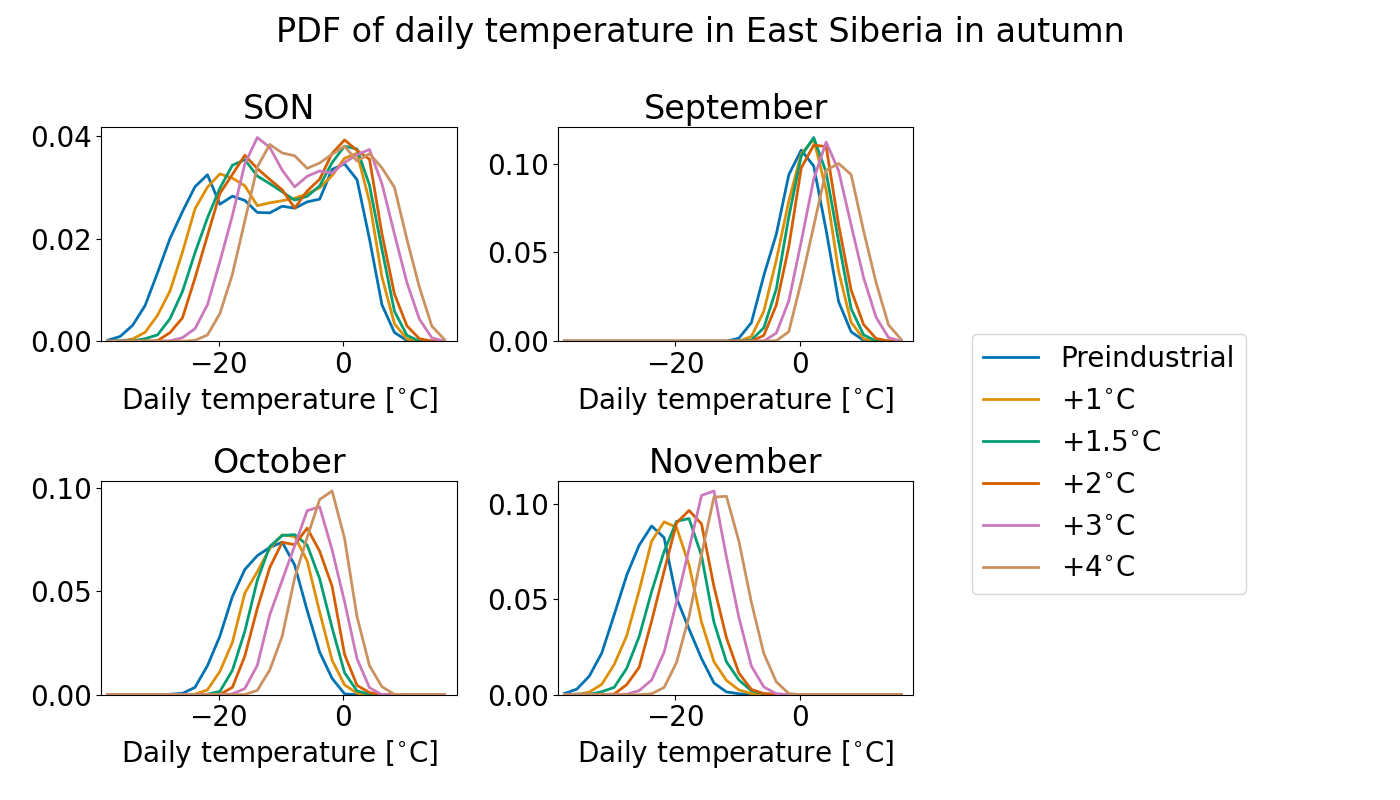 PDF of daily temperature in East Siberia in autumn
SON
0.04
0.02
0.00
−20
0
Daily temperature [°C]
September
0.10
0.05
0.00
−20
0
Daily temperature [°C]
October
0.10
0.05
0.00
−20
0
Daily temperature [°C]
November
0.10
0.05
0.00
−20
0
Daily temperature [°C]
Preindustrial
+1°C
+1.5°C
+2°C
+3°C
+4°C